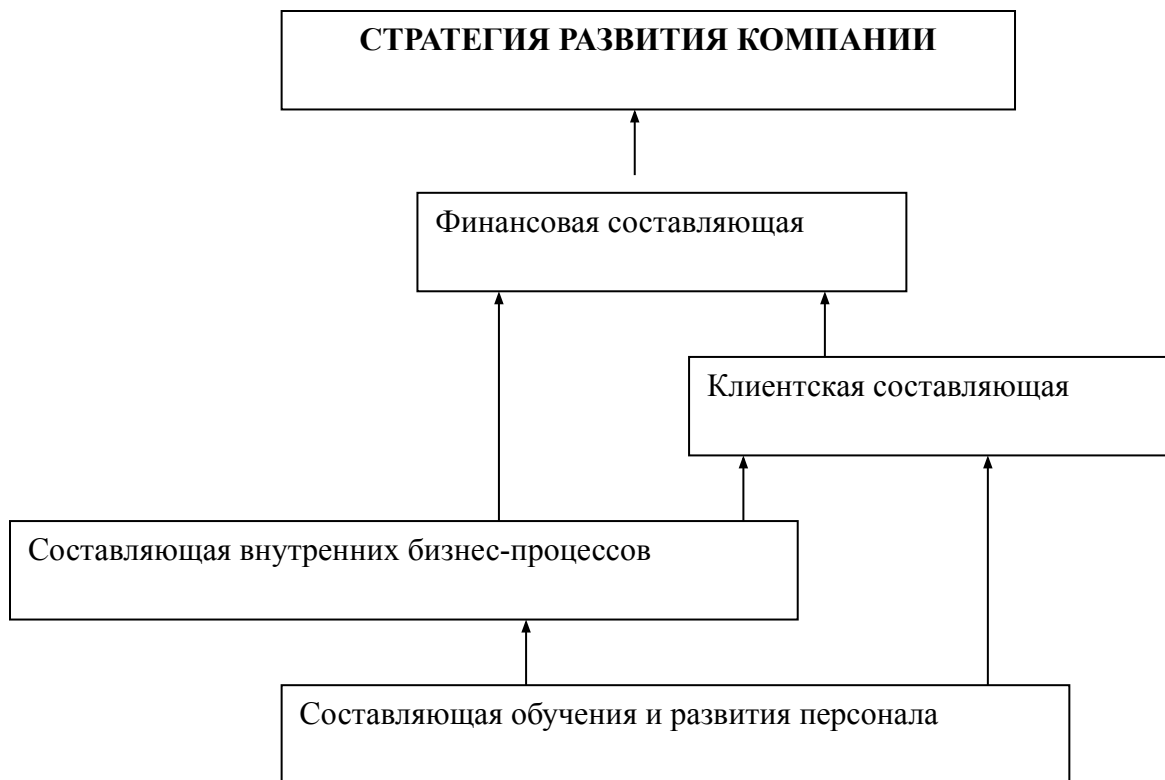 СТРАТЕГИЯ РАЗВИТИЯ КОМПАНИИ
Финансовая составляющая
Клиентская составляющая
Составляющая внутренних бизнес-процессов
Составляющая обучения и развития персонала